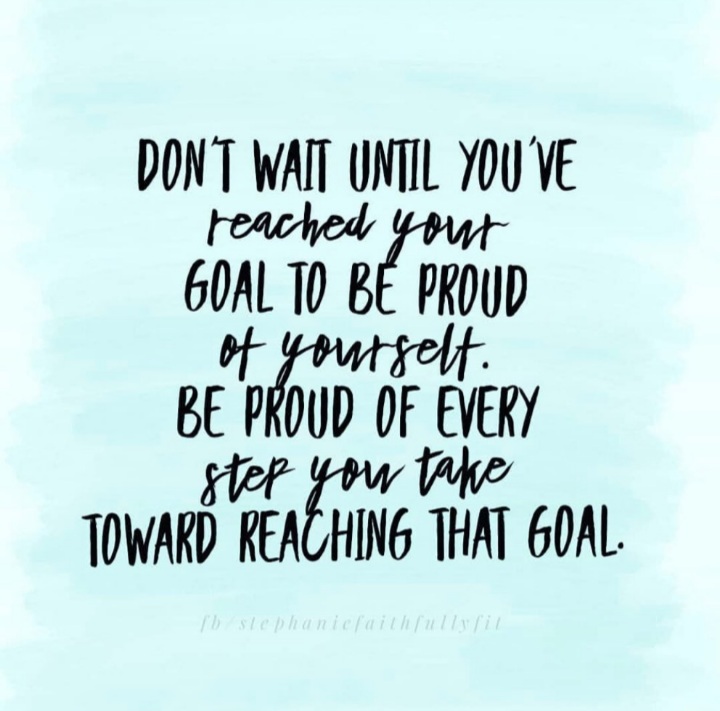 DON'T WAIT UNTIL YOU'VE
reached your
GOAL TO BE PROUD
of yourself.
BE PROUD OF EVERY
step you take
TOWARD REACHING THAT GOAL.
fb/stephaniefaithfullyfit